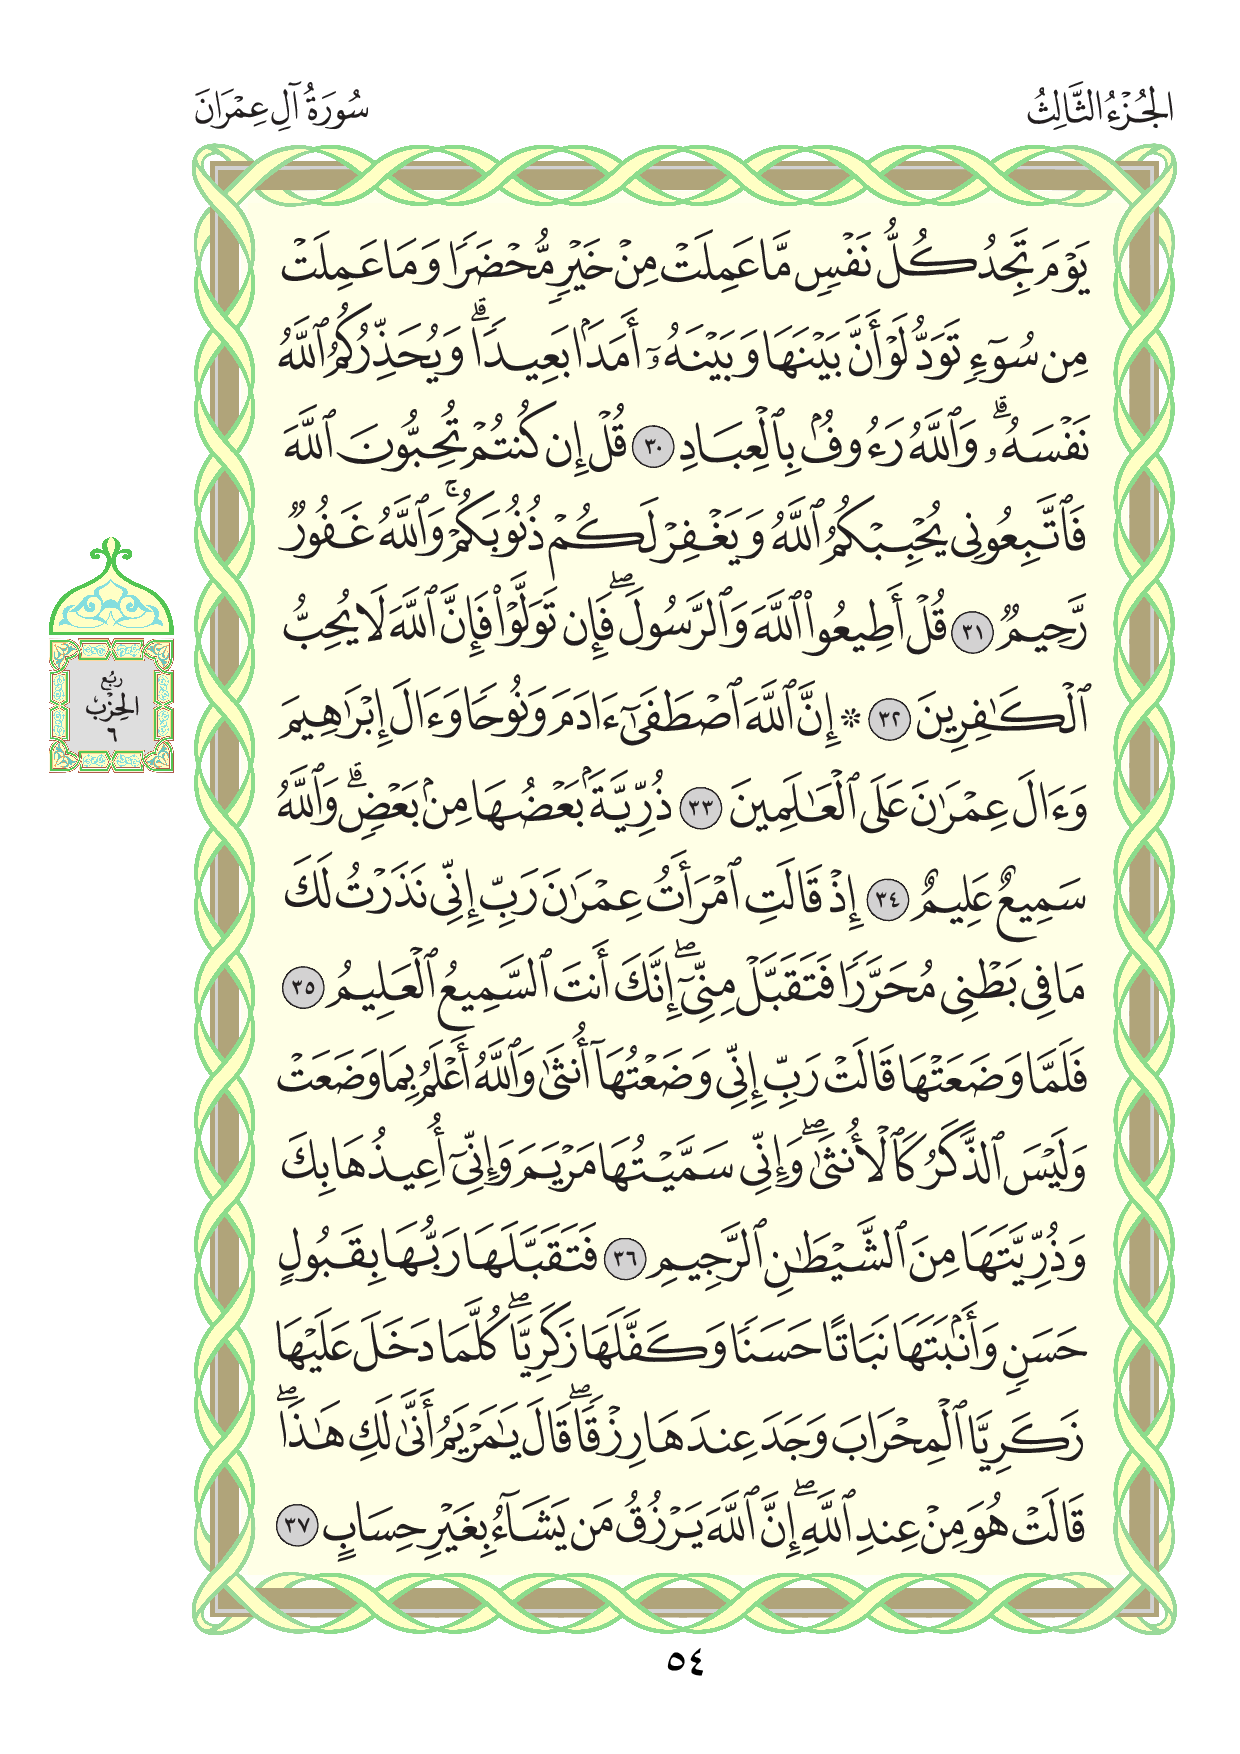 الجُزْءُ الثَّالِثُ
سُورَةُ آلِ عِمْرَانَ
يَوْمَ تَجِدُ كُلُّ نَفْسٖ مَّا عَمِلَتْ مِنْ خَيْرٖ مُّحْضَرٗا وَمَا عَمِلَتْ
مِن سُوٓءٖ تَوَدُّ لَوْ أَنَّ بَيْنَهَا وَبَيْنَهُۥٓ أَمَدَۢا بَعِيدٗاۗ وَيُحَذِّرُكُمُ ٱللَّهُ
نَفْسَهُۥۗ وَٱللَّهُ رَءُوفُۢ بِٱلْعِبَادِ ٣٠ قُلْ إِن كُنتُمْ تُحِبُّونَ ٱللَّهَ
فَٱتَّبِعُونِي يُحْبِبْكُمُ ٱللَّهُ وَيَغْفِرْ لَكُمْ ذُنُوبَكُمْۚ وَٱللَّهُ غَفُورٞ
رَّحِيمٞ ٣١ قُلْ أَطِيعُوا۟ ٱللَّهَ وَٱلرَّسُولَۖ فَإِن تَوَلَّوْا۟ فَإِنَّ ٱللَّهَ لَا يُحِبُّ
ٱلْكَٰفِرِينَ ٣٢ ۞ إِنَّ ٱللَّهَ ٱصْطَفَىٰٓ ءَادَمَ وَنُوحٗا وَءَالَ إِبْرَٰهِيمَ
وَءَالَ عِمْرَٰنَ عَلَى ٱلْعَٰلَمِينَ ٣٣ ذُرِّيَّةَۢ بَعْضُهَا مِنۢ بَعْضٖۗ وَٱللَّهُ
سَمِيعٌ عَلِيمٌ ٣٤ إِذْ قَالَتِ ٱمْرَأَتُ عِمْرَٰنَ رَبِّ إِنِّي نَذَرْتُ لَكَ
مَا فِي بَطْنِي مُحَرَّرٗا فَتَقَبَّلْ مِنِّيٓۖ إِنَّكَ أَنتَ ٱلسَّمِيعُ ٱلْعَلِيمُ ٣٥
فَلَمَّا وَضَعَتْهَا قَالَتْ رَبِّ إِنِّي وَضَعْتُهَآ أُنثَىٰ وَٱللَّهُ أَعْلَمُ بِمَا وَضَعَتْ
وَلَيْسَ ٱلذَّكَرُ كَٱلْأُنثَىٰۖ وَإِنِّي سَمَّيْتُهَا مَرْيَمَ وَإِنِّيٓ أُعِيذُهَا بِكَ
وَذُرِّيَّتَهَا مِنَ ٱلشَّيْطَٰنِ ٱلرَّجِيمِ ٣٦ فَتَقَبَّلَهَا رَبُّهَا بِقَبُولٍ
حَسَنٖ وَأَنۢبَتَهَا نَبَاتًا حَسَنٗا وَكَفَّلَهَا زَكَرِيَّاۖ كُلَّمَا دَخَلَ عَلَيْهَا
زَكَرِيَّا ٱلْمِحْرَابَ وَجَدَ عِندَهَا رِزْقٗاۖ قَالَ يَٰمَرْيَمُ أَنَّىٰ لَكِ هَٰذَاۖ
قَالَتْ هُوَ مِنْ عِندِ ٱللَّهِۖ إِنَّ ٱللَّهَ يَرْزُقُ مَن يَشَآءُ بِغَيْرِ حِسَابٍ ٣٧
رُبُع
الحِزْب
٦
٥٤